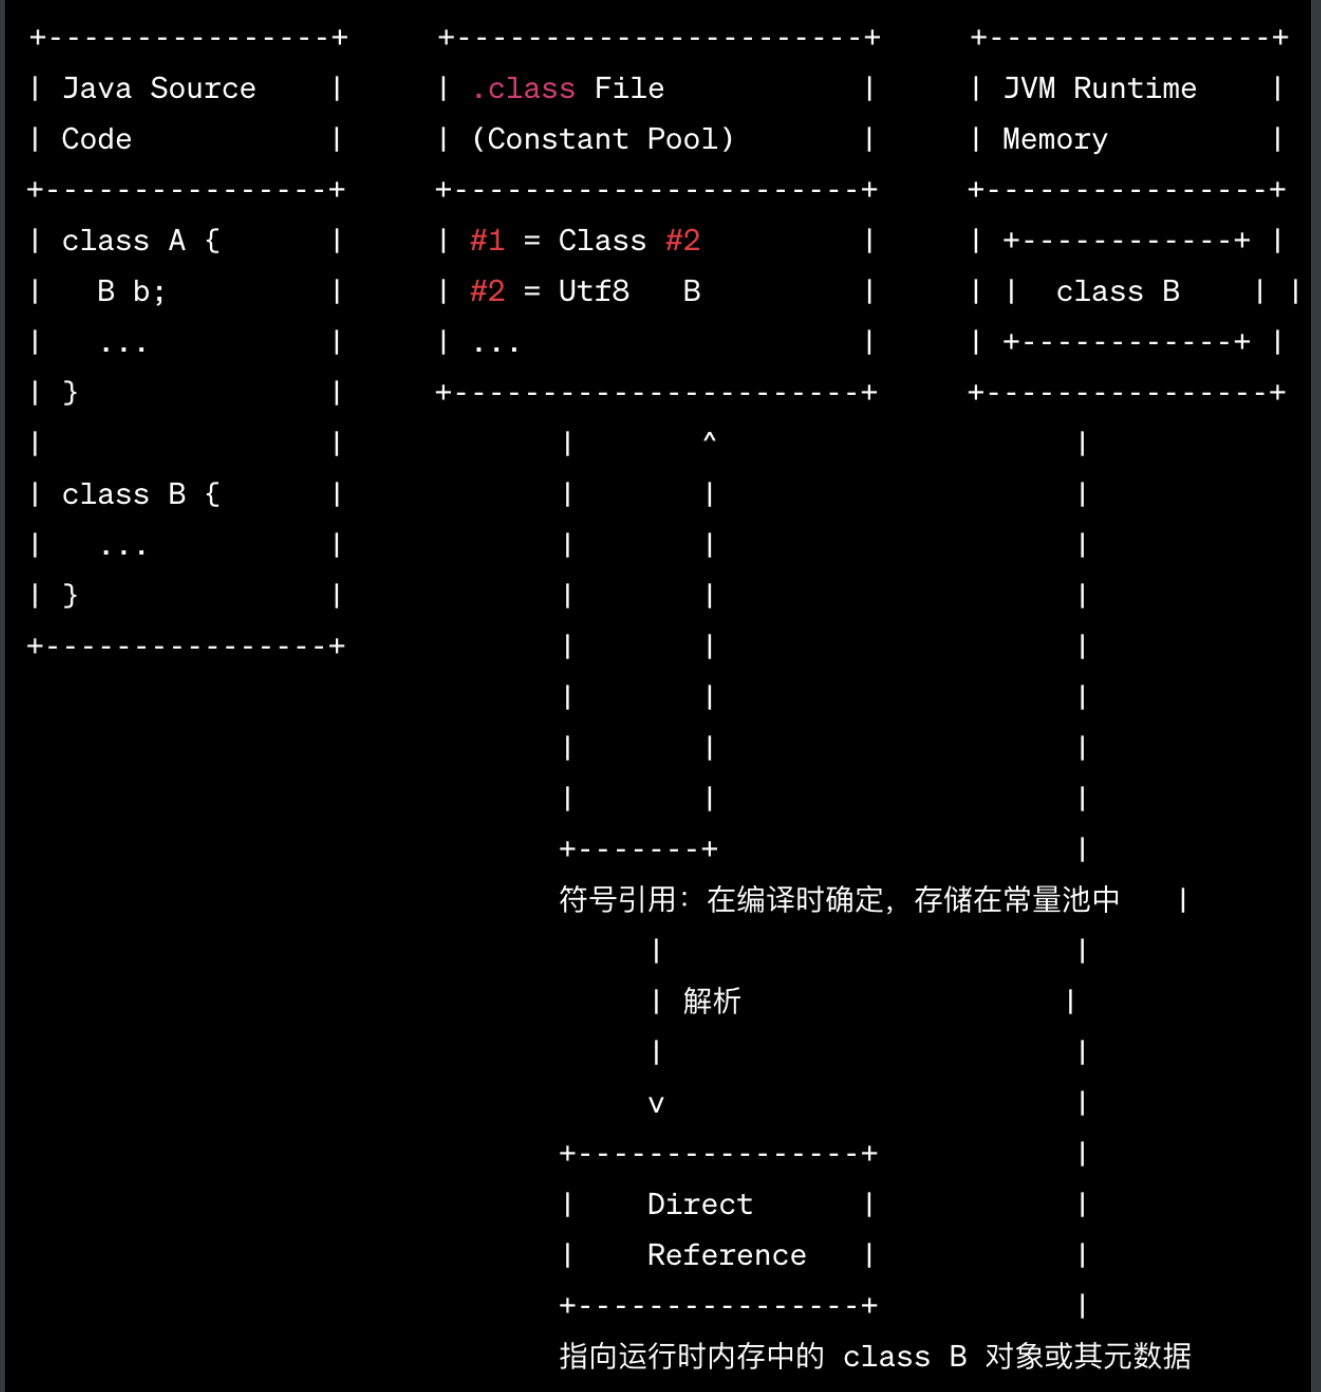 +----------------+     +-----------------------+     +----------------+
| Java Source    |     | .class File           |     | JVM Runtime    |
| Code           |     | (Constant Pool)       |     | Memory         |
+----------------+     +-----------------------+     +----------------+
| class A {      |     | #1 = Class #2         |     | +------------+ |
|   B b;         |     | #2 = Utf8   B         |     | |  class B    | |
|   ...          |     | ...                   |     | +------------+ |
| }              |     +-----------------------+     +----------------+
|                |            |       ^                    |
| class B {      |            |       |                    |
|   ...          |            |       |                    |
| }              |            |       |                    |
+----------------+            |       |                    |
                              |       |                    |
                              |       |                    |
                              |       |                    |
                              +-------+                    |
                              符号引用：在编译时确定，存储在常量池中    |
                                   |                       |
                                   | 解析                   |
                                   |                       |
                                   v                       |
                              +----------------+           |
                              |    Direct      |           |
                              |    Reference   |           |
                              +----------------+           |
                              指向运行时内存中的 class B 对象或其元数据